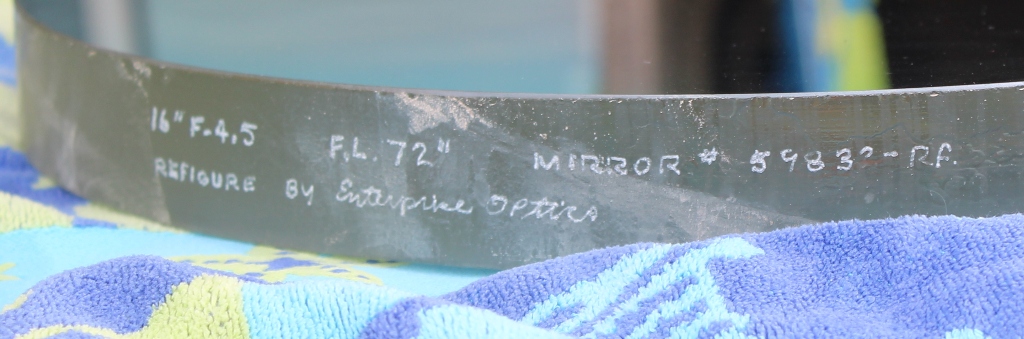 16" F.4.5 F.L. 72" MIRROR # 59832-RF.
REFIGURE BY Enterprise Optics